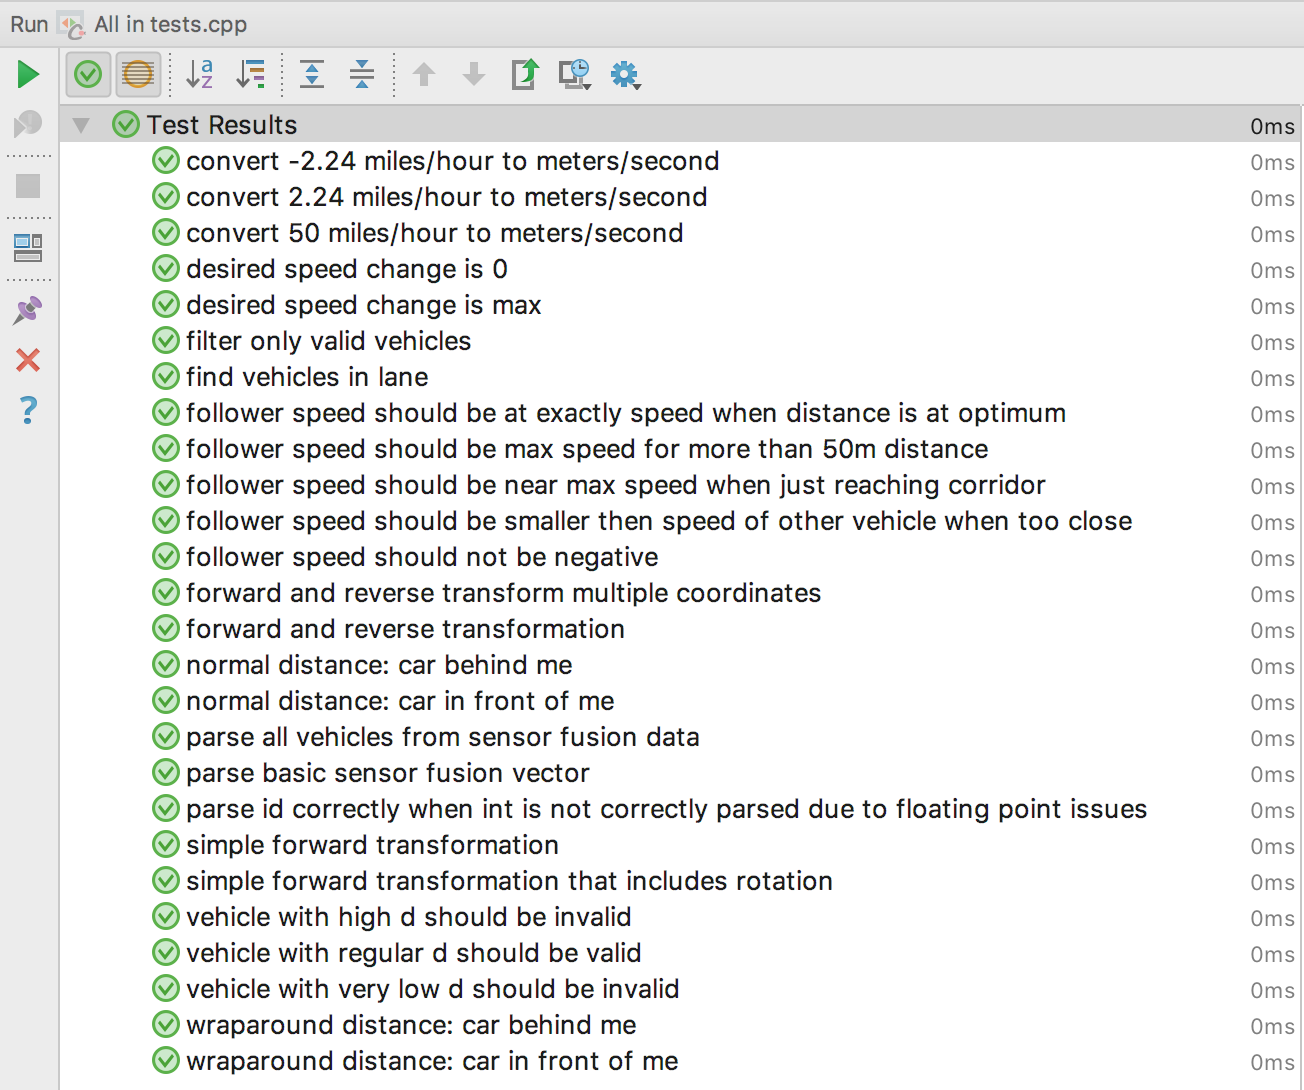 Run All in tests.cpp
Test Results 0ms
convert -2.24 miles/hour to meters/second 0ms
convert 2.24 miles/hour to meters/second 0ms
convert 50 miles/hour to meters/second 0ms
desired speed change is 0 0ms
desired speed change is max 0ms
filter only valid vehicles 0ms
find vehicles in lane 0ms
follower speed should be at exactly speed when distance is at optimum 0ms
follower speed should be max speed for more than 50m distance 0ms
follower speed should be near max speed when just reaching corridor 0ms
follower speed should be smaller then speed of other vehicle when too close 0ms
follower speed should not be negative 0ms
forward and reverse transform multiple coordinates 0ms
forward and reverse transformation 0ms
normal distance: car behind me 0ms
normal distance: car in front of me 0ms
parse all vehicles from sensor fusion data 0ms
parse basic sensor fusion vector 0ms
parse id correctly when int is not correctly parsed due to floating point issues 0ms
simple forward transformation 0ms
simple forward transformation that includes rotation 0ms
vehicle with high d should be invalid 0ms
vehicle with regular d should be valid 0ms
vehicle with very low d should be invalid 0ms
wraparound distance: car behind me 0ms
wraparound distance: car in front of me 0ms